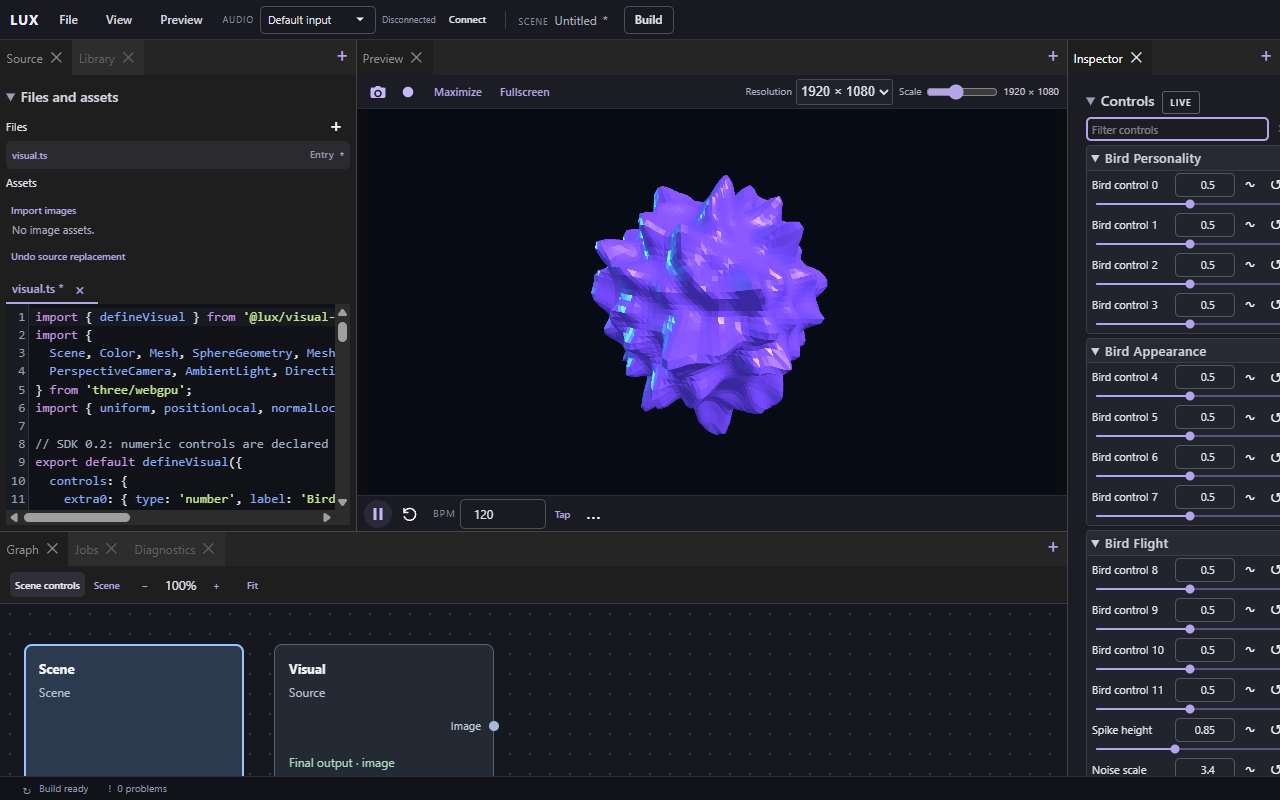 LUX File View Preview AUDIO Default input Disconnected Connect SCENE Untitled * Build
Source Library
Files and assets
Files
visual.ts Entry *
Assets
Import images
No image assets.
Undo source replacement
visual.ts *
1 import { defineVisual } from '@lux/visual-
2 import {
3 Scene, Color, Mesh, SphereGeometry, Mesh
4 PerspectiveCamera, AmbientLight, Directi
5 } from 'three/webgpu';
6 import { uniform, positionLocal, normalLoc
7
8 // SDK 0.2: numeric controls are declared
9 export default defineVisual({
10 controls: {
11 extra0: { type: 'number', label: 'Bird
Preview
Maximize Fullscreen Resolution 1920 × 1080 Scale 1920 × 1080
BPM 120 Tap ...
Graph Jobs Diagnostics
Scene controls Scene − 100% + Fit
Scene
Scene
Visual
Source
Image
Final output · image
Inspector
Controls LIVE
Filter controls
Bird Personality
Bird control 0 0.5
Bird control 1 0.5
Bird control 2 0.5
Bird control 3 0.5
Bird Appearance
Bird control 4 0.5
Bird control 5 0.5
Bird control 6 0.5
Bird control 7 0.5
Bird Flight
Bird control 8 0.5
Bird control 9 0.5
Bird control 10 0.5
Bird control 11 0.5
Spike height 0.85
Noise scale 3.4
Build ready ! 0 problems